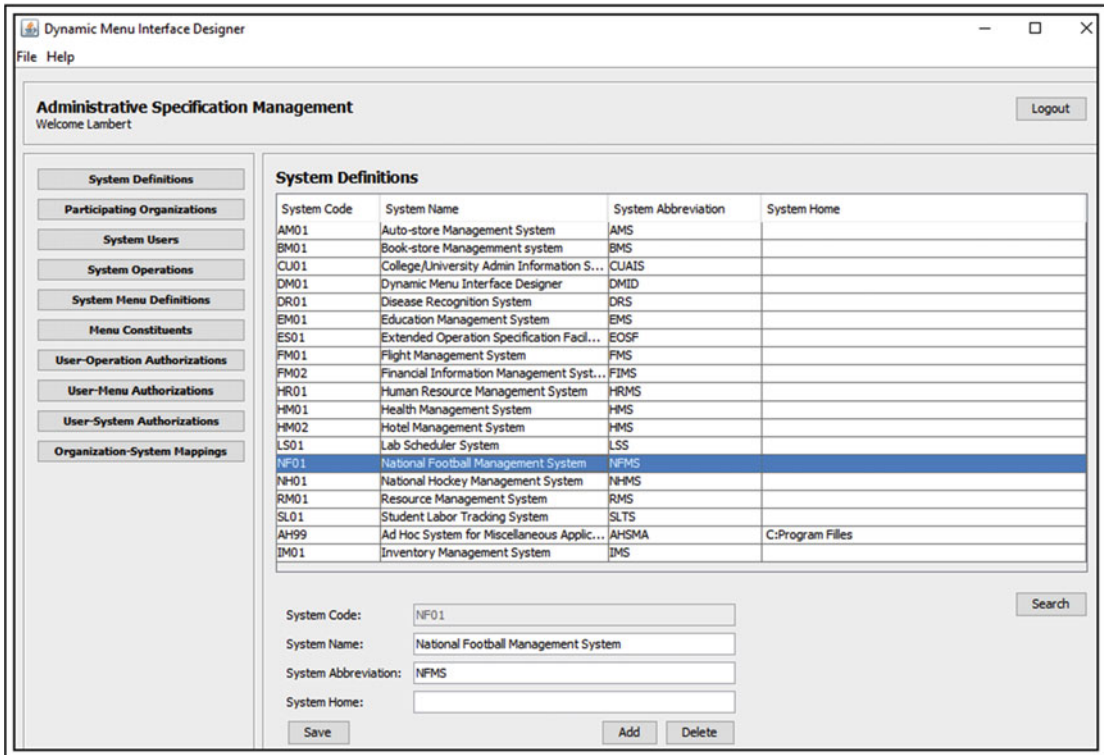 Dynamic Menu Interface Designer
File Help
Administrative Specification Management
Welcome Lambert
Logout
System Definitions
Participating Organizations
System Users
System Operations
System Menu Definitions
Menu Constituents
User-Operation Authorizations
User-Menu Authorizations
User-System Authorizations
Organization-System Mappings
System Definitions
System Code System Name System Abbreviation System Home
AM01 Auto-store Management System AMS
BM01 Book-store Managemment system BMS
CU01 College/University Admin Information S... CUAIS
DM01 Dynamic Menu Interface Designer DMID
DR01 Disease Recognition System DRS
EM01 Education Management System EMS
ES01 Extended Operation Specification Facil... EOSF
FM01 Flight Management System FMS
FM02 Financial Information Management Syst... FIMS
HR01 Human Resource Management System HRMS
HM01 Health Management System HMS
HM02 Hotel Management System HMS
LS01 Lab Scheduler System LSS
NF01 National Football Management System NFMS
NH01 National Hockey Management System NHMS
RM01 Resource Management System RMS
SL01 Student Labor Tracking System SLTS
AH99 Ad Hoc System for Miscellaneous Applic... AHSMA C:Program Filles
IM01 Inventory Management System IMS
Search
System Code: NF01
System Name: National Football Management System
System Abbreviation: NFMS
System Home:
Save Add Delete